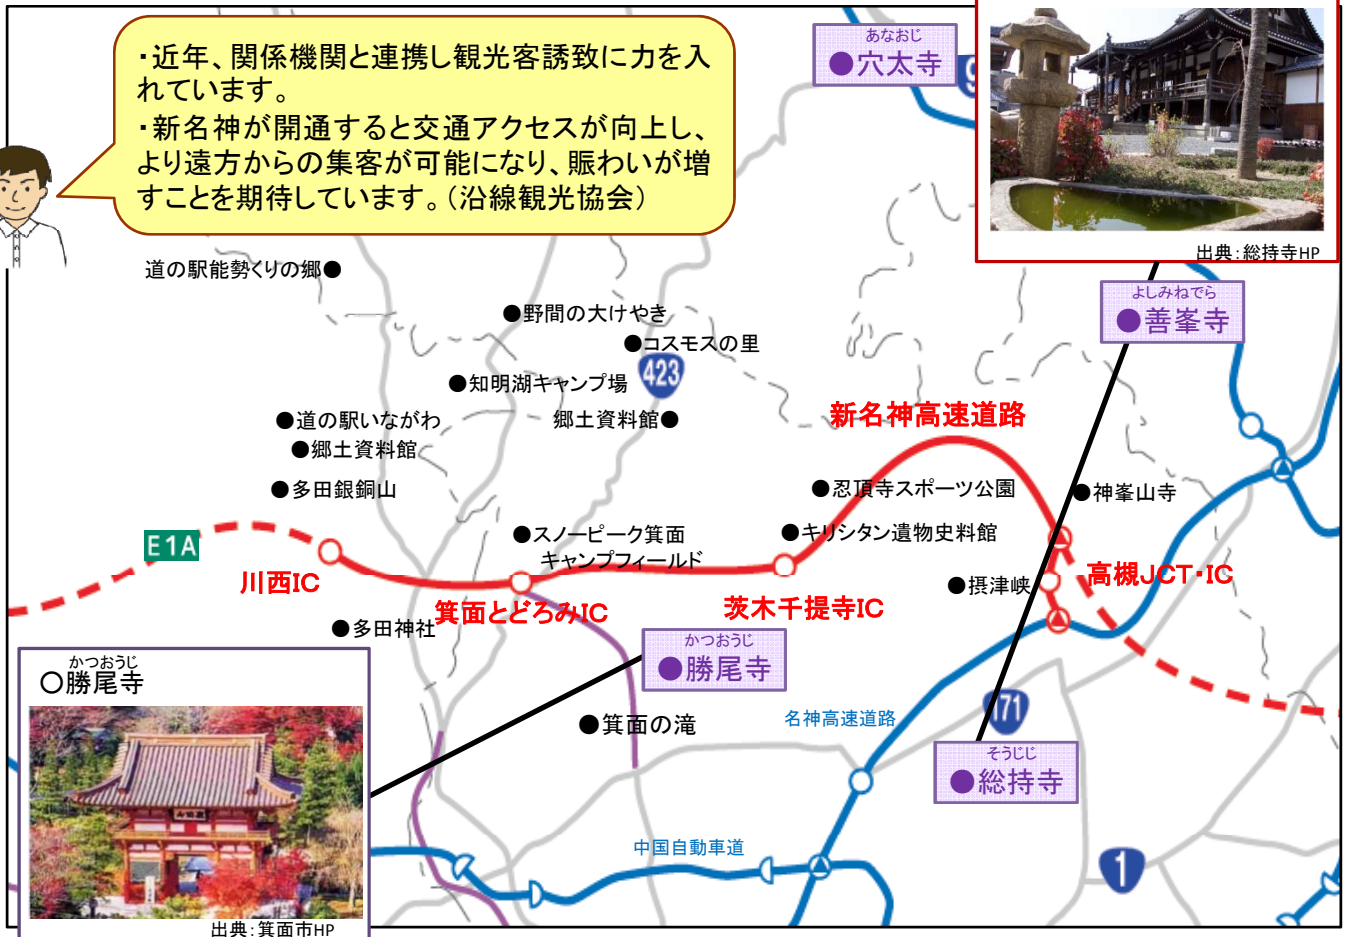 ・近年、関係機関と連携し観光客誘致に力を入
れています。
・新名神が開通すると交通アクセスが向上し、
より遠方からの集客が可能になり、賑わいが増
すことを期待しています。（沿線観光協会）
あなおじ
●穴太寺
9
出典：総持寺HP
道の駅能勢くりの郷●
よしみねでら
●善峯寺
●野間の大けやき
●コスモスの里
423
●知明湖キャンプ場
●道の駅いながわ
郷土資料館●
新名神高速道路
●郷土資料館
●多田銀銅山
●忍頂寺スポーツ公園
●神峯山寺
●スノーピーク箕面
キャンプフィールド
●キリシタン遺物史料館
E1A
川西IC
●摂津峡
高槻JCT・IC
箕面とどろみIC
茨木千提寺IC
●多田神社
かつおうじ
●勝尾寺
かつおうじ
○勝尾寺
●箕面の滝
名神高速道路
171
そうじじ
●総持寺
中国自動車道
1
出典：箕面市HP